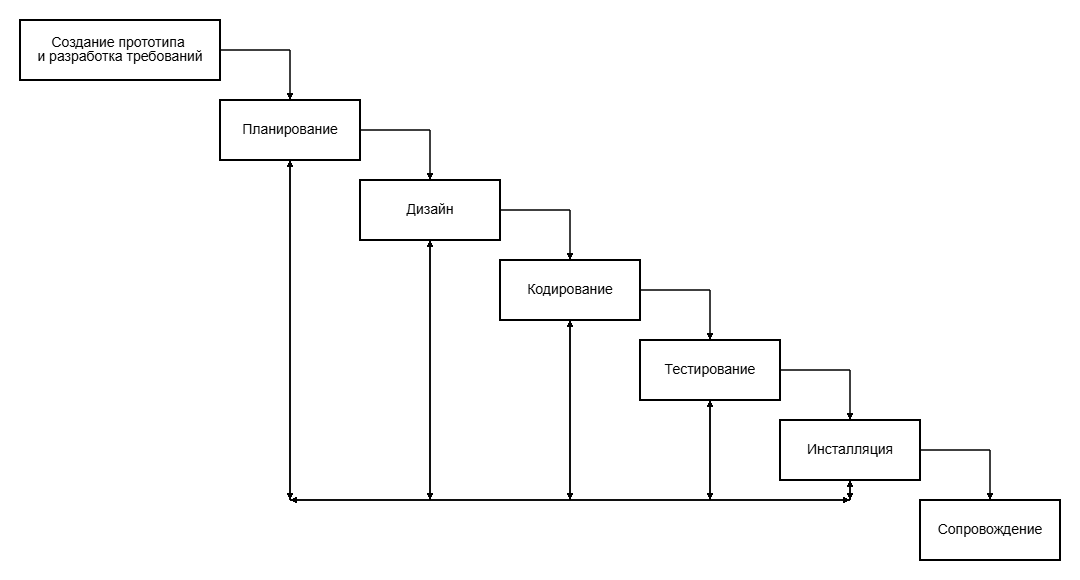 Создание прототипа
и разработка требований
Планирование
Дизайн
Кодирование
Тестирование
Инсталляция
Сопровождение